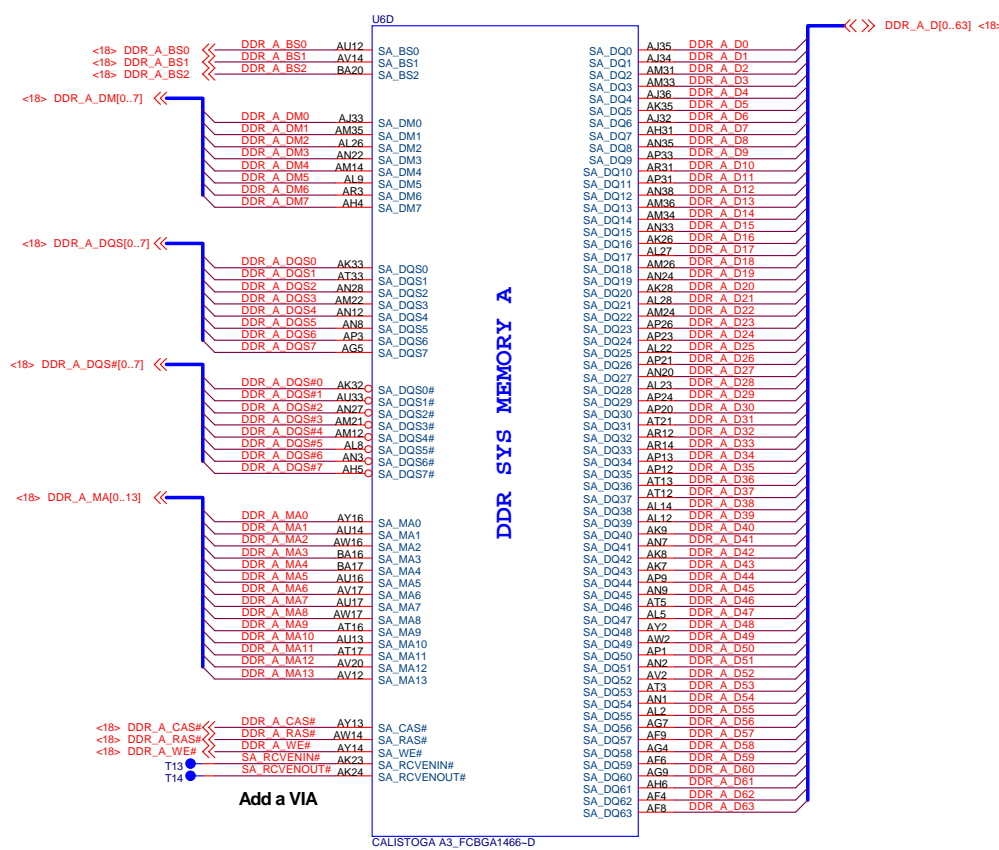 U6D
DDR_A_D[0..63] <18>
<18> DDR_A_BS0 DDR_A_BS0 AU12 SA_BS0
<18> DDR_A_BS1 DDR_A_BS1 AV14 SA_BS1
<18> DDR_A_BS2 DDR_A_BS2 BA20 SA_BS2
<18> DDR_A_DM[0..7]
DDR_A_DM0 AJ33 SA_DM0
DDR_A_DM1 AM35 SA_DM1
DDR_A_DM2 AL26 SA_DM2
DDR_A_DM3 AN22 SA_DM3
DDR_A_DM4 AM14 SA_DM4
DDR_A_DM5 AL9 SA_DM5
DDR_A_DM6 AR3 SA_DM6
DDR_A_DM7 AH4 SA_DM7
<18> DDR_A_DQS[0..7]
DDR_A_DQS0 AK33 SA_DQS0
DDR_A_DQS1 AT33 SA_DQS1
DDR_A_DQS2 AN28 SA_DQS2
DDR_A_DQS3 AM22 SA_DQS3
DDR_A_DQS4 AN12 SA_DQS4
DDR_A_DQS5 AN8 SA_DQS5
DDR_A_DQS6 AP3 SA_DQS6
DDR_A_DQS7 AG5 SA_DQS7
<18> DDR_A_DQS#[0..7]
DDR_A_DQS#0 AK32 SA_DQS0#
DDR_A_DQS#1 AU33 SA_DQS1#
DDR_A_DQS#2 AN27 SA_DQS2#
DDR_A_DQS#3 AM21 SA_DQS3#
DDR_A_DQS#4 AM12 SA_DQS4#
DDR_A_DQS#5 AL8 SA_DQS5#
DDR_A_DQS#6 AN3 SA_DQS6#
DDR_A_DQS#7 AH5 SA_DQS7#
<18> DDR_A_MA[0..13]
DDR_A_MA0 AY16 SA_MA0
DDR_A_MA1 AU14 SA_MA1
DDR_A_MA2 AW16 SA_MA2
DDR_A_MA3 BA16 SA_MA3
DDR_A_MA4 BA17 SA_MA4
DDR_A_MA5 AU16 SA_MA5
DDR_A_MA6 AV17 SA_MA6
DDR_A_MA7 AU17 SA_MA7
DDR_A_MA8 AW17 SA_MA8
DDR_A_MA9 AT16 SA_MA9
DDR_A_MA10 AU13 SA_MA10
DDR_A_MA11 AT17 SA_MA11
DDR_A_MA12 AV20 SA_MA12
DDR_A_MA13 AV12 SA_MA13
<18> DDR_A_CAS# DDR_A_CAS# AY13 SA_CAS#
<18> DDR_A_RAS# DDR_A_RAS# AW14 SA_RAS#
<18> DDR_A_WE# DDR_A_WE# AY14 SA_WE#
T13 SA_RCVENIN# AK23 SA_RCVENIN#
T14 SA_RCVENOUT# AK24 SA_RCVENOUT#
Add a VIA
DDR SYS MEMORY A
SA_DQ0 AJ35 DDR_A_D0
SA_DQ1 AJ34 DDR_A_D1
SA_DQ2 AM31 DDR_A_D2
SA_DQ3 AM33 DDR_A_D3
SA_DQ4 AJ36 DDR_A_D4
SA_DQ5 AK35 DDR_A_D5
SA_DQ6 AJ32 DDR_A_D6
SA_DQ7 AH31 DDR_A_D7
SA_DQ8 AN35 DDR_A_D8
SA_DQ9 AP33 DDR_A_D9
SA_DQ10 AR31 DDR_A_D10
SA_DQ11 AP31 DDR_A_D11
SA_DQ12 AN38 DDR_A_D12
SA_DQ13 AM36 DDR_A_D13
SA_DQ14 AM34 DDR_A_D14
SA_DQ15 AN33 DDR_A_D15
SA_DQ16 AK26 DDR_A_D16
SA_DQ17 AL27 DDR_A_D17
SA_DQ18 AM26 DDR_A_D18
SA_DQ19 AN24 DDR_A_D19
SA_DQ20 AK28 DDR_A_D20
SA_DQ21 AL28 DDR_A_D21
SA_DQ22 AM24 DDR_A_D22
SA_DQ23 AP26 DDR_A_D23
SA_DQ24 AP23 DDR_A_D24
SA_DQ25 AL22 DDR_A_D25
SA_DQ26 AP21 DDR_A_D26
SA_DQ27 AN20 DDR_A_D27
SA_DQ28 AL23 DDR_A_D28
SA_DQ29 AP24 DDR_A_D29
SA_DQ30 AP20 DDR_A_D30
SA_DQ31 AT21 DDR_A_D31
SA_DQ32 AR12 DDR_A_D32
SA_DQ33 AR14 DDR_A_D33
SA_DQ34 AP13 DDR_A_D34
SA_DQ35 AP12 DDR_A_D35
SA_DQ36 AT13 DDR_A_D36
SA_DQ37 AT12 DDR_A_D37
SA_DQ38 AL14 DDR_A_D38
SA_DQ39 AL12 DDR_A_D39
SA_DQ40 AK9 DDR_A_D40
SA_DQ41 AN7 DDR_A_D41
SA_DQ42 AK8 DDR_A_D42
SA_DQ43 AK7 DDR_A_D43
SA_DQ44 AP9 DDR_A_D44
SA_DQ45 AN9 DDR_A_D45
SA_DQ46 AT5 DDR_A_D46
SA_DQ47 AL5 DDR_A_D47
SA_DQ48 AY2 DDR_A_D48
SA_DQ49 AW2 DDR_A_D49
SA_DQ50 AP1 DDR_A_D50
SA_DQ51 AN2 DDR_A_D51
SA_DQ52 AV2 DDR_A_D52
SA_DQ53 AT3 DDR_A_D53
SA_DQ54 AN1 DDR_A_D54
SA_DQ55 AL2 DDR_A_D55
SA_DQ56 AG7 DDR_A_D56
SA_DQ57 AF9 DDR_A_D57
SA_DQ58 AG4 DDR_A_D58
SA_DQ59 AF6 DDR_A_D59
SA_DQ60 AG9 DDR_A_D60
SA_DQ61 AH6 DDR_A_D61
SA_DQ62 AF4 DDR_A_D62
SA_DQ63 AF8 DDR_A_D63
CALISTOGA A3_FCBGA1466~D